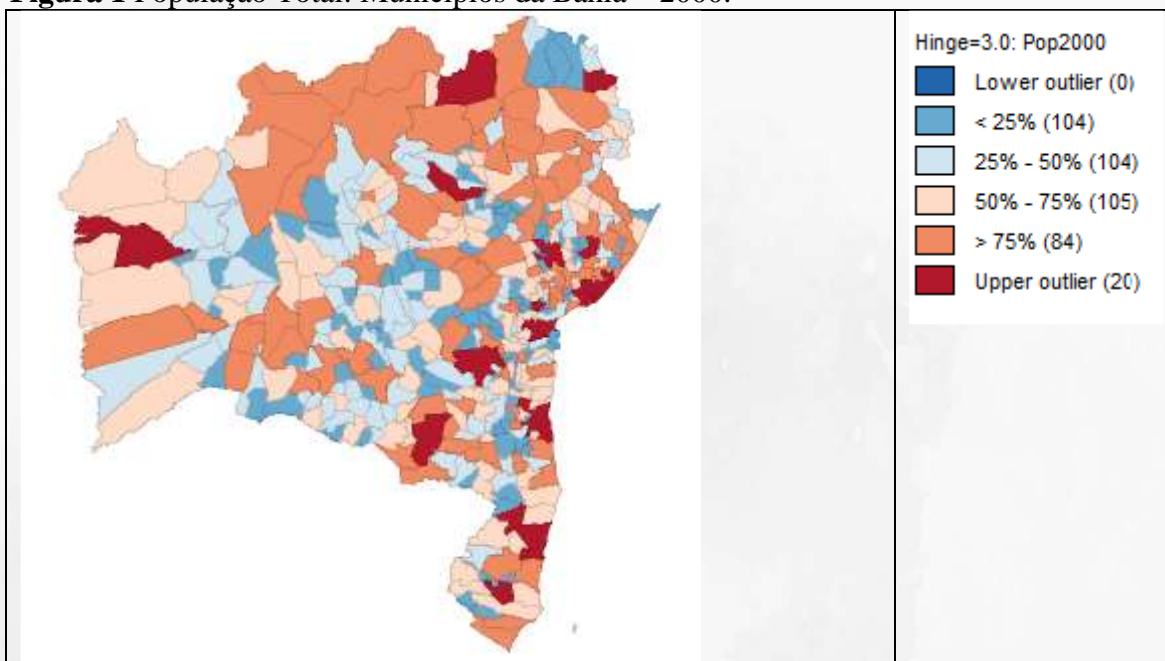 Figura 1 População Total. Municípios da Bahia – 2000.
Hinge=3.0: Pop2000
Lower outlier (0)
< 25% (104)
25% - 50% (104)
50% - 75% (105)
> 75% (84)
Upper outlier (20)